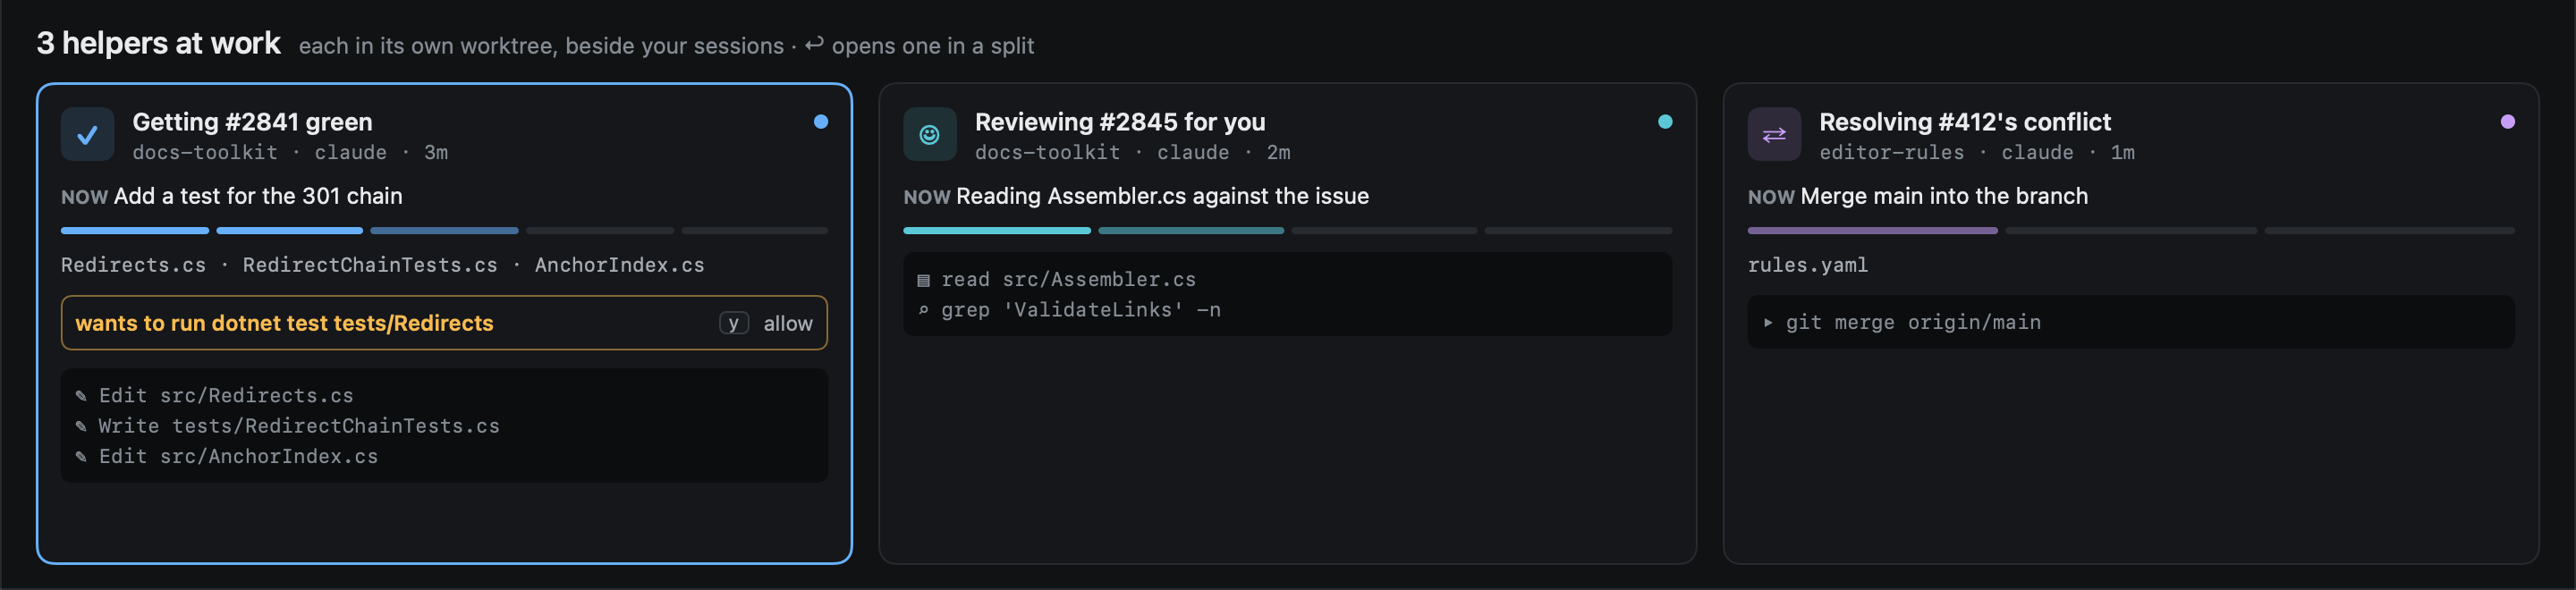 3 helpers at work each in its own worktree, beside your sessions · ↩ opens one in a split
Getting #2841 green
docs-toolkit · claude · 3m
NOW Add a test for the 301 chain
Redirects.cs · RedirectChainTests.cs · AnchorIndex.cs
wants to run dotnet test tests/Redirects y allow
Edit src/Redirects.cs
Write tests/RedirectChainTests.cs
Edit src/AnchorIndex.cs
Reviewing #2845 for you
docs-toolkit · claude · 2m
NOW Reading Assembler.cs against the issue
read src/Assembler.cs
grep 'ValidateLinks' -n
Resolving #412's conflict
editor-rules · claude · 1m
NOW Merge main into the branch
rules.yaml
git merge origin/main